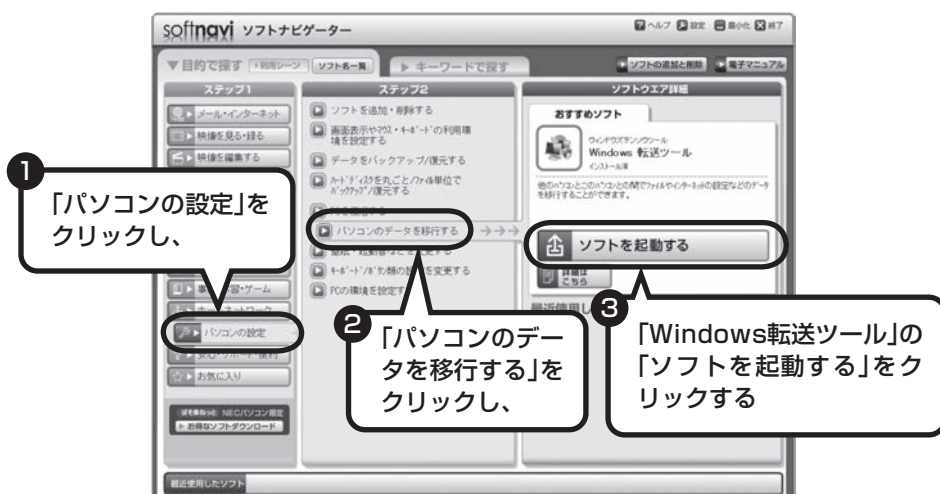 softnavi ソフトナビゲーター
ヘルプ 設定 最小化 終了
▼目的で探す 利用シーン ソフト名一覧 ▶ キーワードで探す
ソフトの追加と削除 電子マニュアル
ステップ1
メール・インターネット
映像を見る・録る
映像を編集する
パソコンの設定
お気に入り
NECパソコン限定
お得なソフトダウンロード
ステップ2
ソフトを追加・削除する
画面表示やマウス・キーボードの利用環
境を設定する
データをバックアップ/復元する
ハードディスクを丸ごと/ファイル単位で
バックアップ/復元する
パソコンのデータを移行する
キーボード/ボタン類の設定を変更する
PCの環境を設定す
ソフトウエア詳細
おすすめソフト
Windows 転送ツール
インストール済
他のパソコンとこのパソコンとの間でファイルやインターネットの設定などのデータ
を移行することができます。
ソフトを起動する
詳細は
こちら
最近使用したソフト
1
「パソコンの設定」を
クリックし、
2
「パソコンのデー
タを移行する」を
クリックし、
3
「Windows転送ツール」の
「ソフトを起動する」をク
リックする